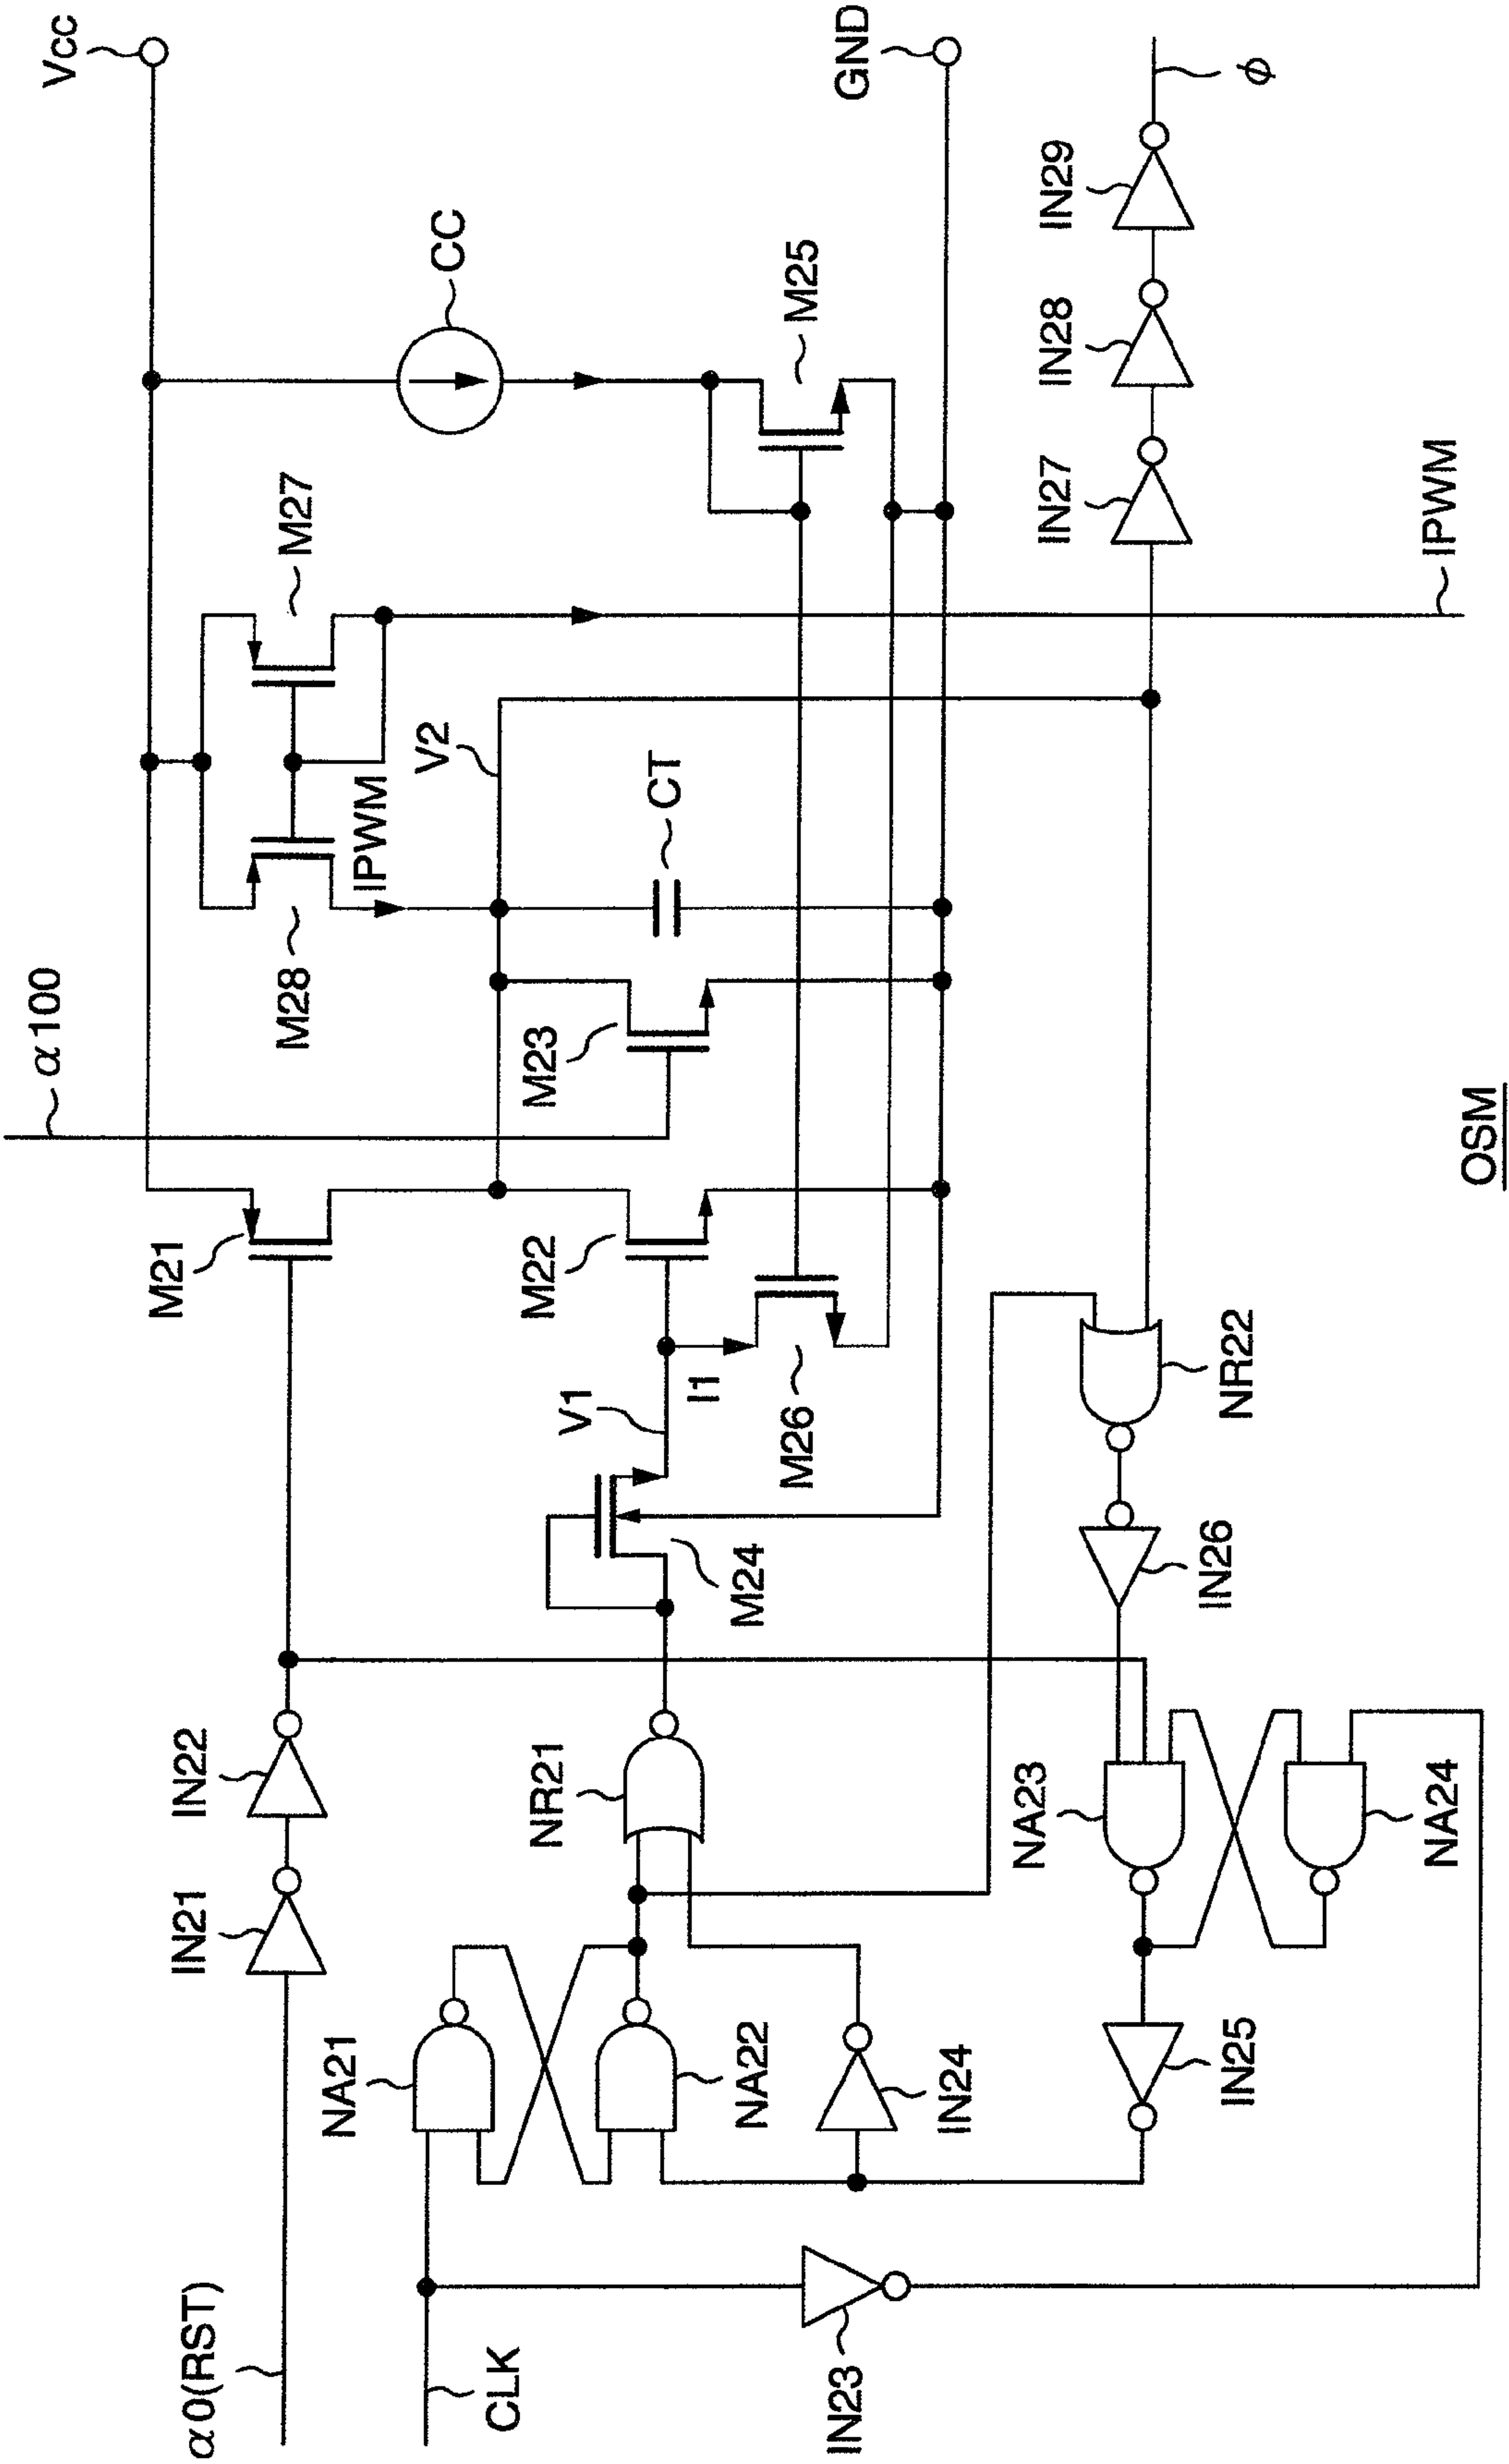 α0(RST)
CLK
IN21
IN22
M21
α100
M28
M27
Vcc
IPWM
V2
CC
NA21
NA22
NR21
M22
M23
CT
M25
GND
V1
I1
M24
M26
IN23
IN24
IN25
NA23
NA24
IN26
NR22
IN27
IN28
IN29
ϕ
IPWM
OSM